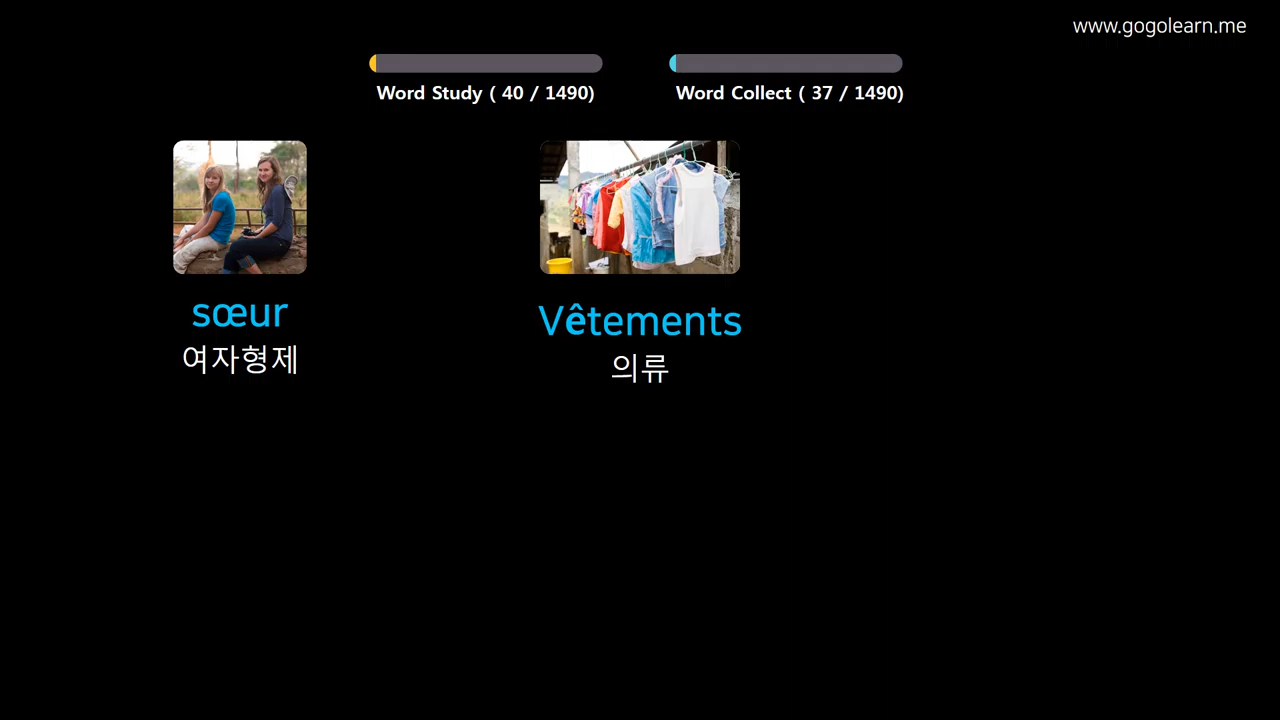 www.gogolearn.me
Word Study ( 40 / 1490)
Word Collect ( 37 / 1490)
sœur
여자형제
Vêtements
의류